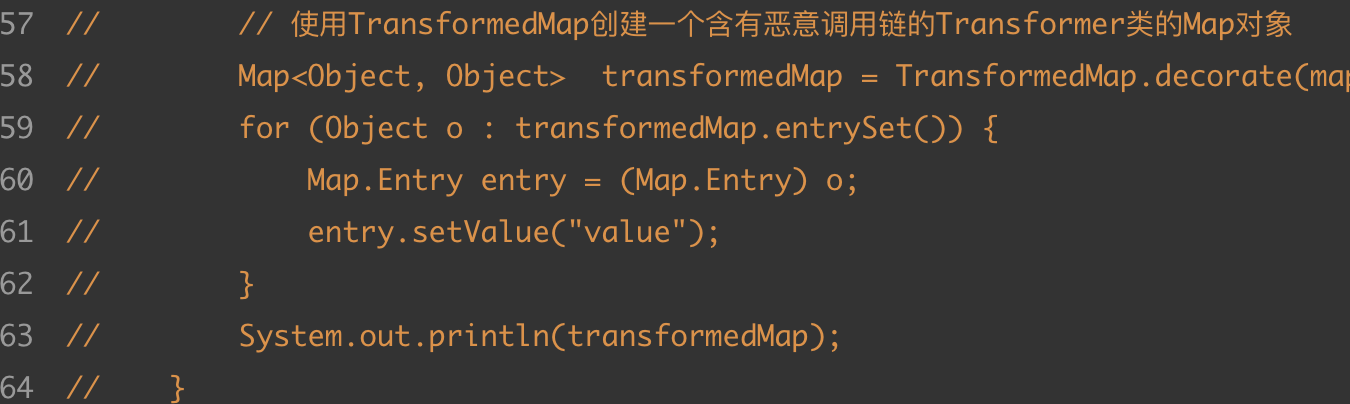 57 // // 使用TransformedMap创建一个含有恶意调用链的Transformer类的Map对象
58 // Map<Object, Object> transformedMap = TransformedMap.decorate(map
59 // for (Object o : transformedMap.entrySet()) {
60 // Map.Entry entry = (Map.Entry) o;
61 // entry.setValue("value");
62 // }
63 // System.out.println(transformedMap);
64 // }